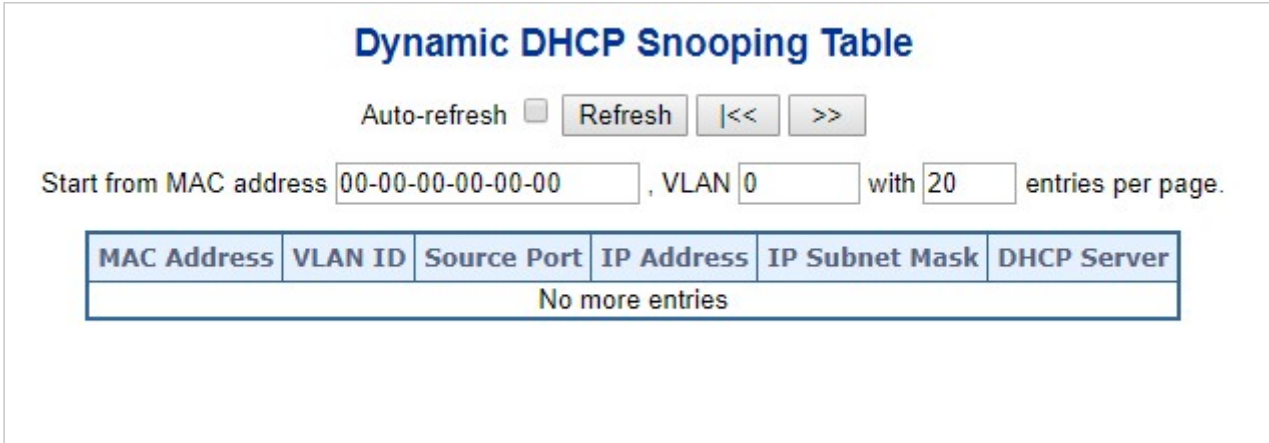 Dynamic DHCP Snooping Table
Auto-refresh Refresh |<< >>
Start from MAC address 00-00-00-00-00-00 , VLAN 0 with 20 entries per page.
MAC Address VLAN ID Source Port IP Address IP Subnet Mask DHCP Server
No more entries